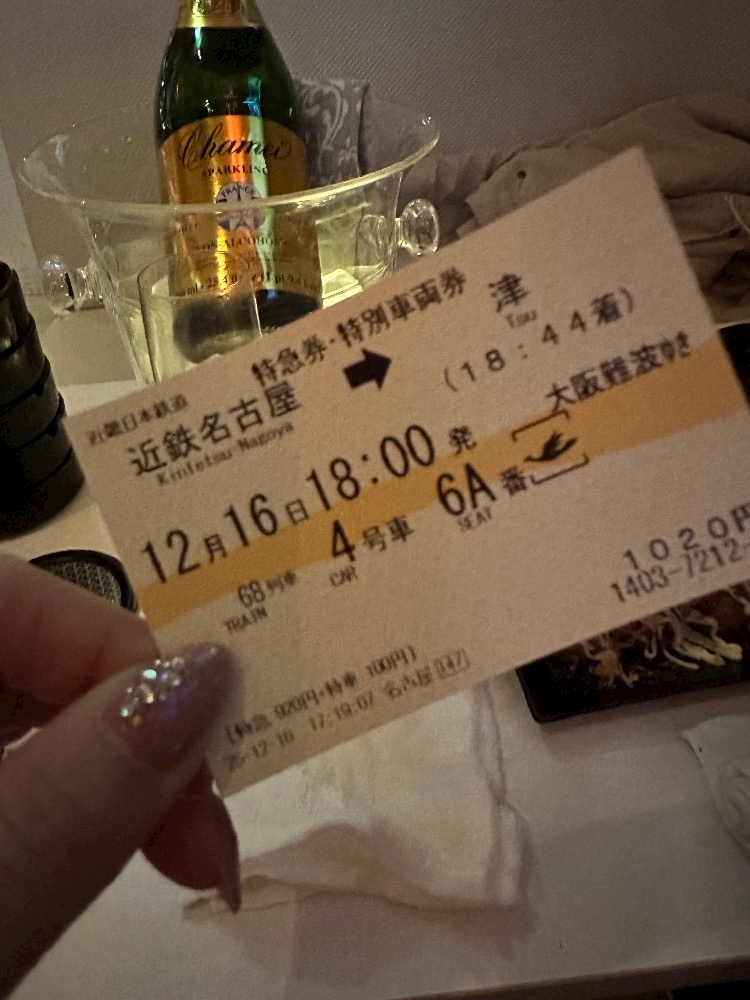 Chamei
SPARKLING
FRANCE
近畿日本鉄道
特急券・特別車両券
近鉄名古屋
Kintetsu-Nagoya
津
Tsu
(18:44着)
12月16日18:00発
大阪難波ゆき
68列車
TRAIN
4号車
CAR
6A番
SEAT
1020円
1403-7212-
[特急 920円・特車 100円]
25-12-16 17:19:07 名古屋